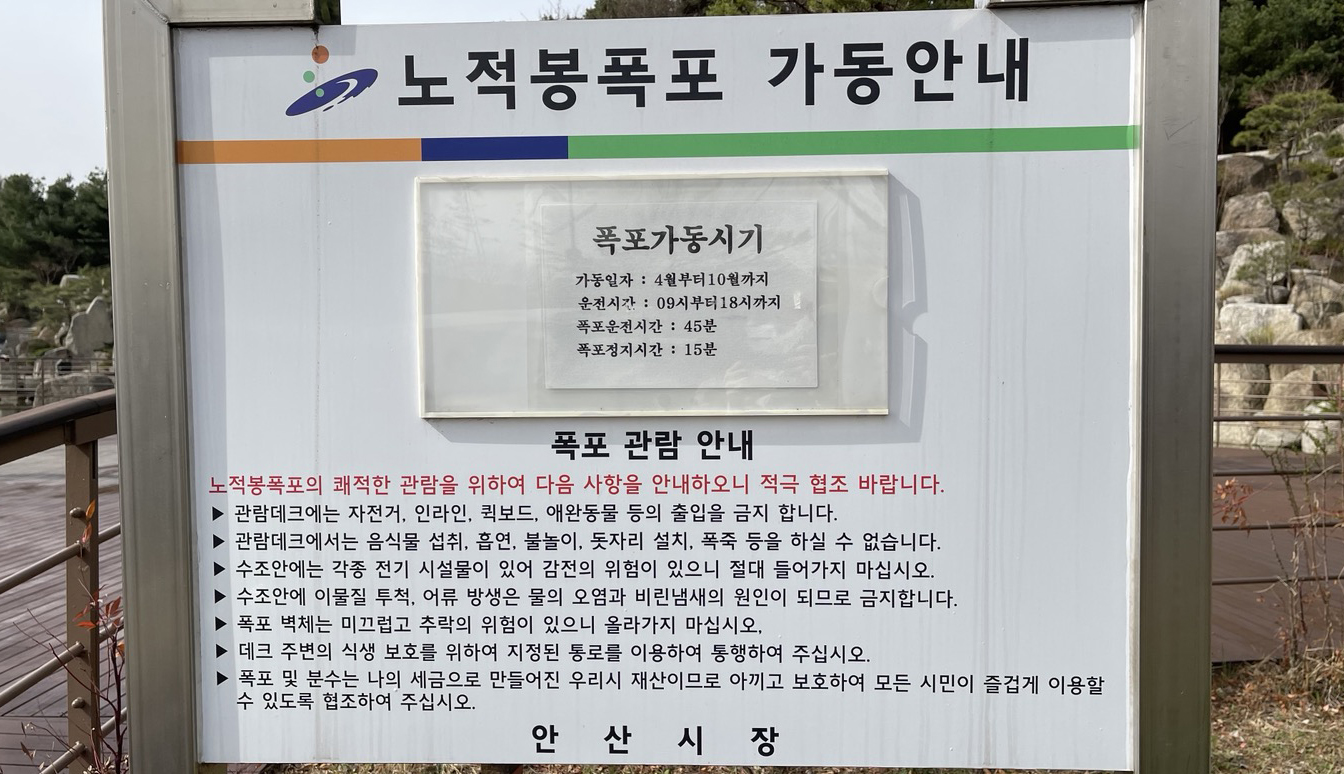 노적봉폭포 가동안내
폭포가동시기
가동일자 : 4월부터10월까지
운전시간 : 09시부터18시까지
폭포운전시간 : 45분
폭포정지시간 : 15분
폭포 관람 안내
노적봉폭포의 쾌적한 관람을 위하여 다음 사항을 안내하오니 적극 협조 바랍니다.
▶ 관람데크에는 자전거, 인라인, 퀵보드, 애완동물 등의 출입을 금지 합니다.
▶ 관람데크에서는 음식물 섭취, 흡연, 불놀이, 돗자리 설치, 폭죽 등을 하실 수 없습니다.
▶ 수조안에는 각종 전기 시설물이 있어 감전의 위험이 있으니 절대 들어가지 마십시오.
▶ 수조안에 이물질 투척, 어류 방생은 물의 오염과 비린냄새의 원인이 되므로 금지합니다.
▶ 폭포 벽체는 미끄럽고 추락의 위험이 있으니 올라가지 마십시오,
▶ 데크 주변의 식생 보호를 위하여 지정된 통로를 이용하여 통행하여 주십시오.
▶ 폭포 및 분수는 나의 세금으로 만들어진 우리시 재산이므로 아끼고 보호하여 모든 시민이 즐겁게 이용할
수 있도록 협조하여 주십시오.
안 산 시 장